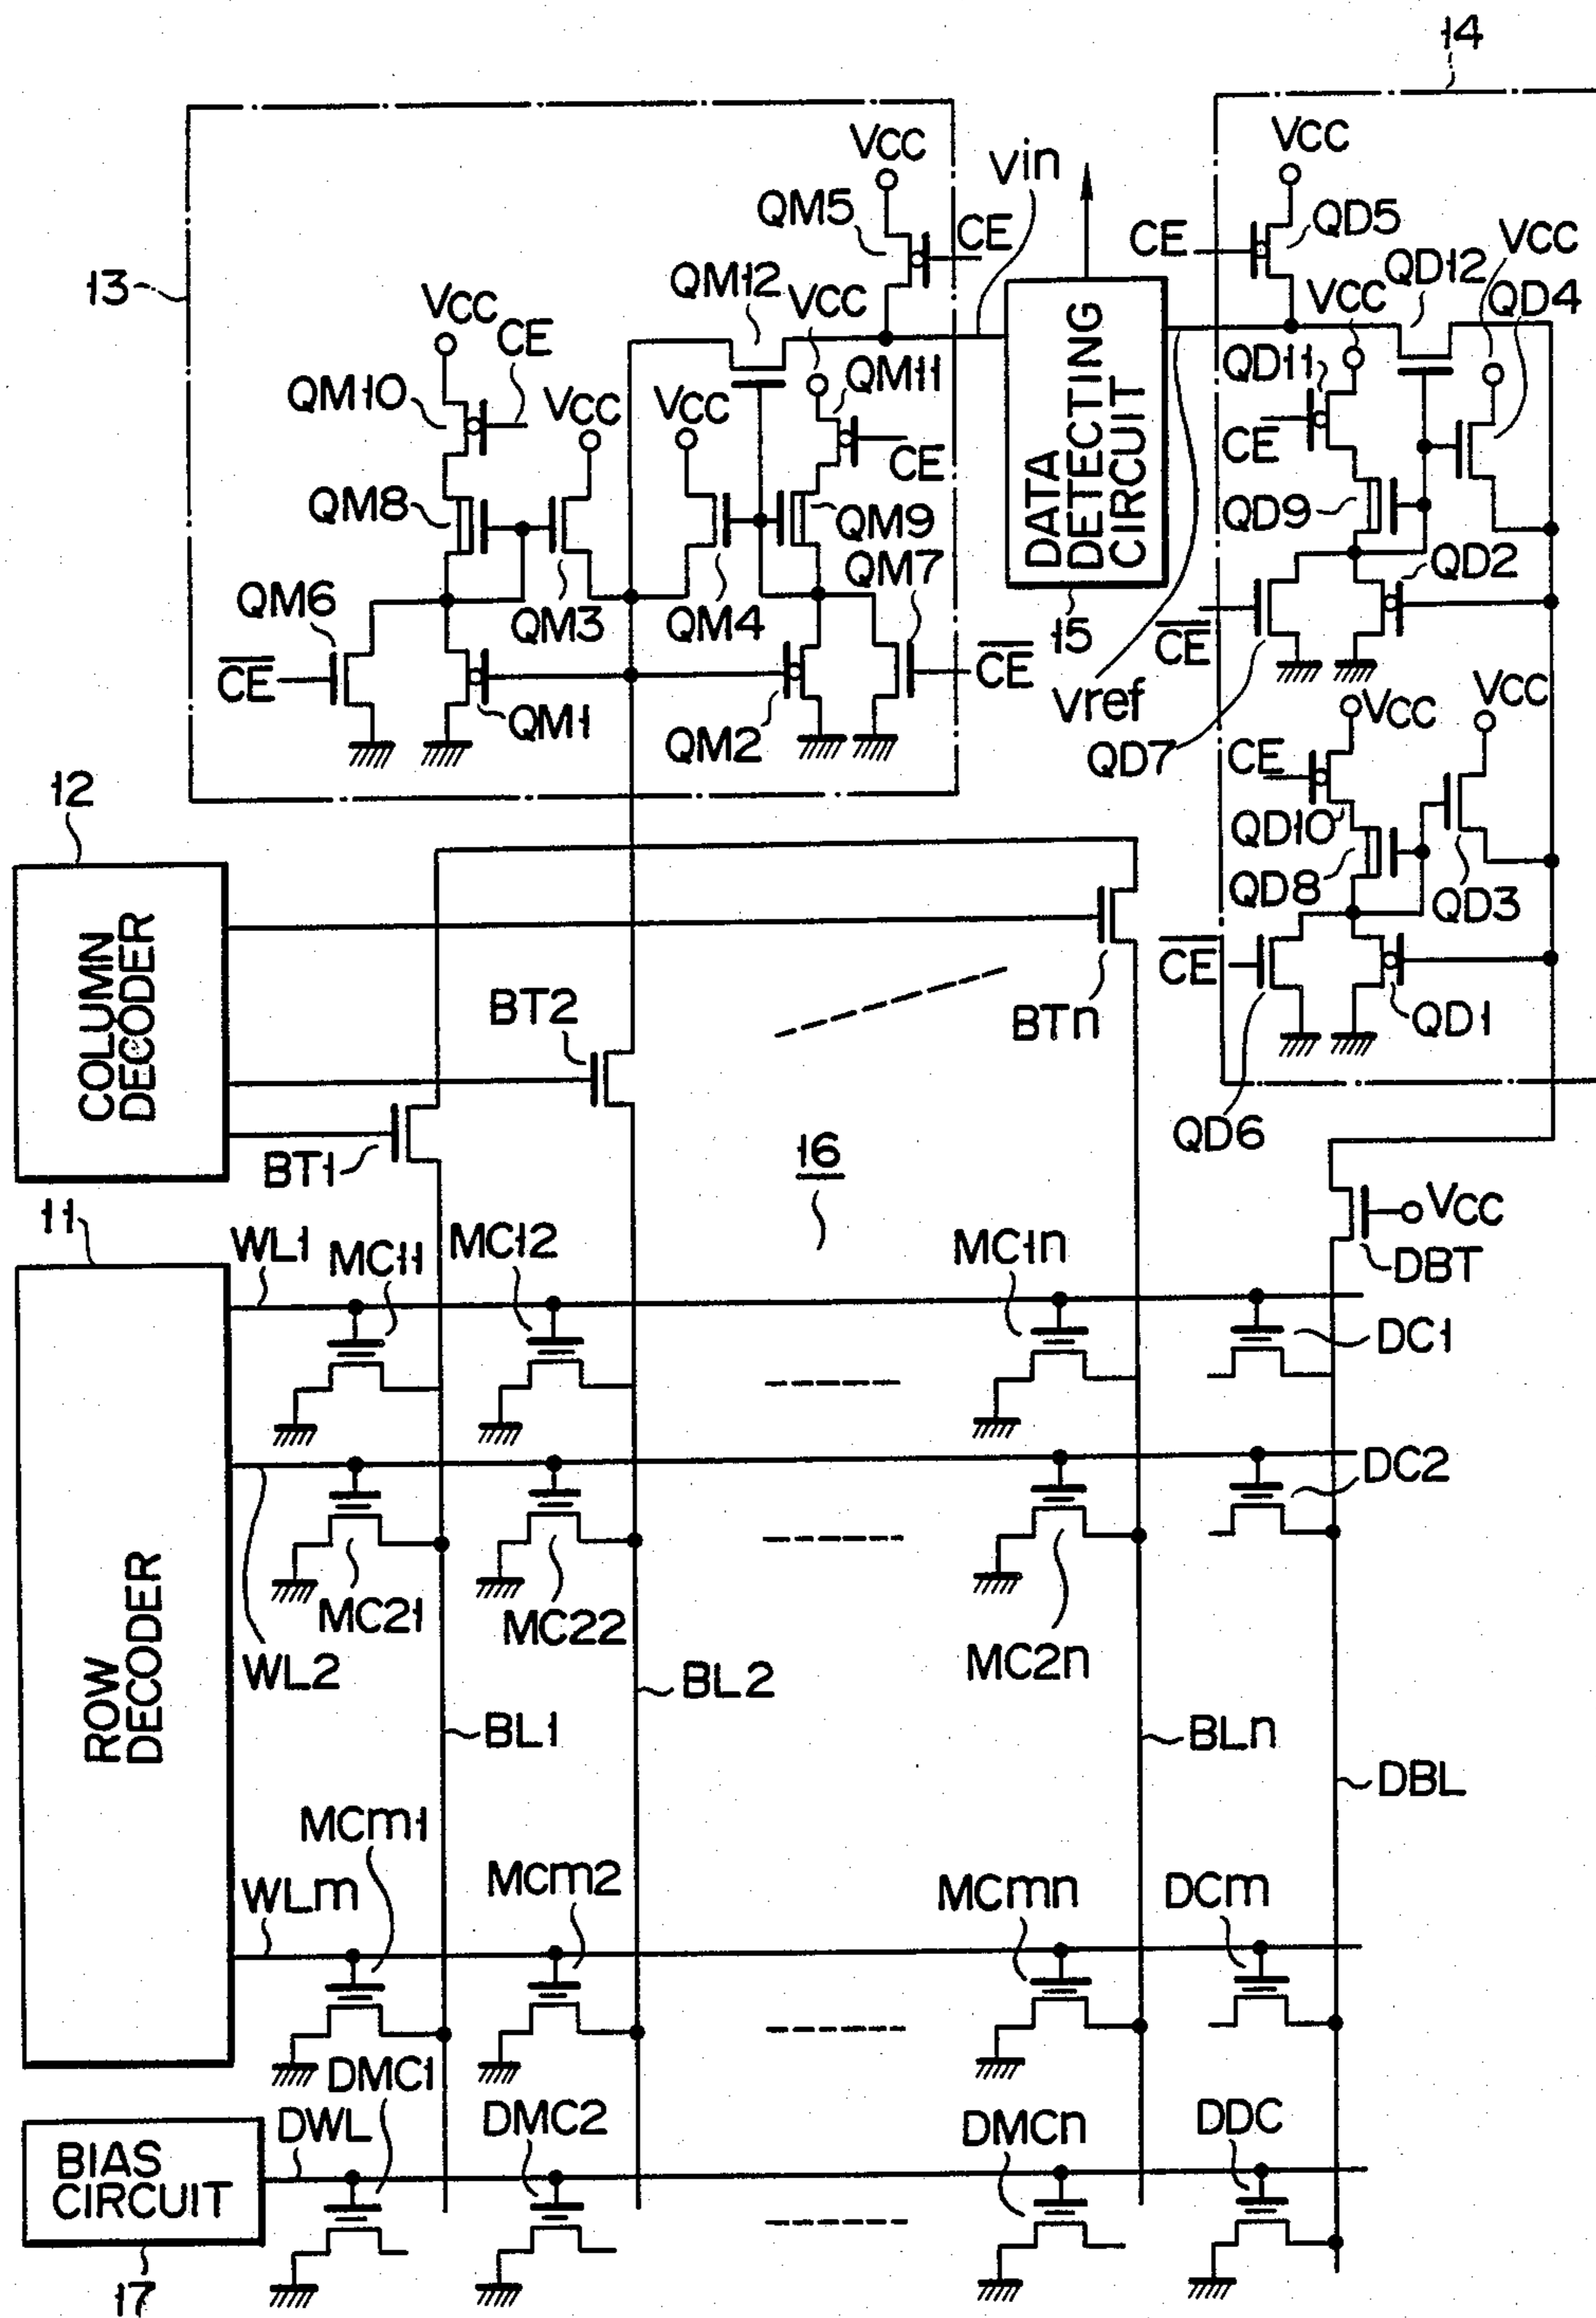 14
VCC
Vin
VCC
QM5
CE
CE
QD5
VCC
QM12
QD12
13
VCC
VCC
VCC
QD4
CE
QM11
QD11
QM10
VCC
VCC
CE
CE
DATA
DETECTING
CIRCUIT
QM8
QM9
QD9
QM7
QD2
QM6
QM3
QM4
15
CE
CE
CE
Vref
VCC
VCC
QM1
QM2
QD7
CE
12
QD10
QD8
QD3
COLUMN
DECODER
CE
BT2
BTn
QD1
BT1
16
QD6
11
VCC
WL1
MC11
MC12
MC1n
DBT
DC1
DC2
MC21
MC22
MC2n
WL2
ROW
DECODER
BL2
BL1
BLn
DBL
MCm1
MCm2
MCmn
DCm
WLm
DMC1
DWL
DMC2
DMCn
DDC
BIAS
CIRCUIT
17